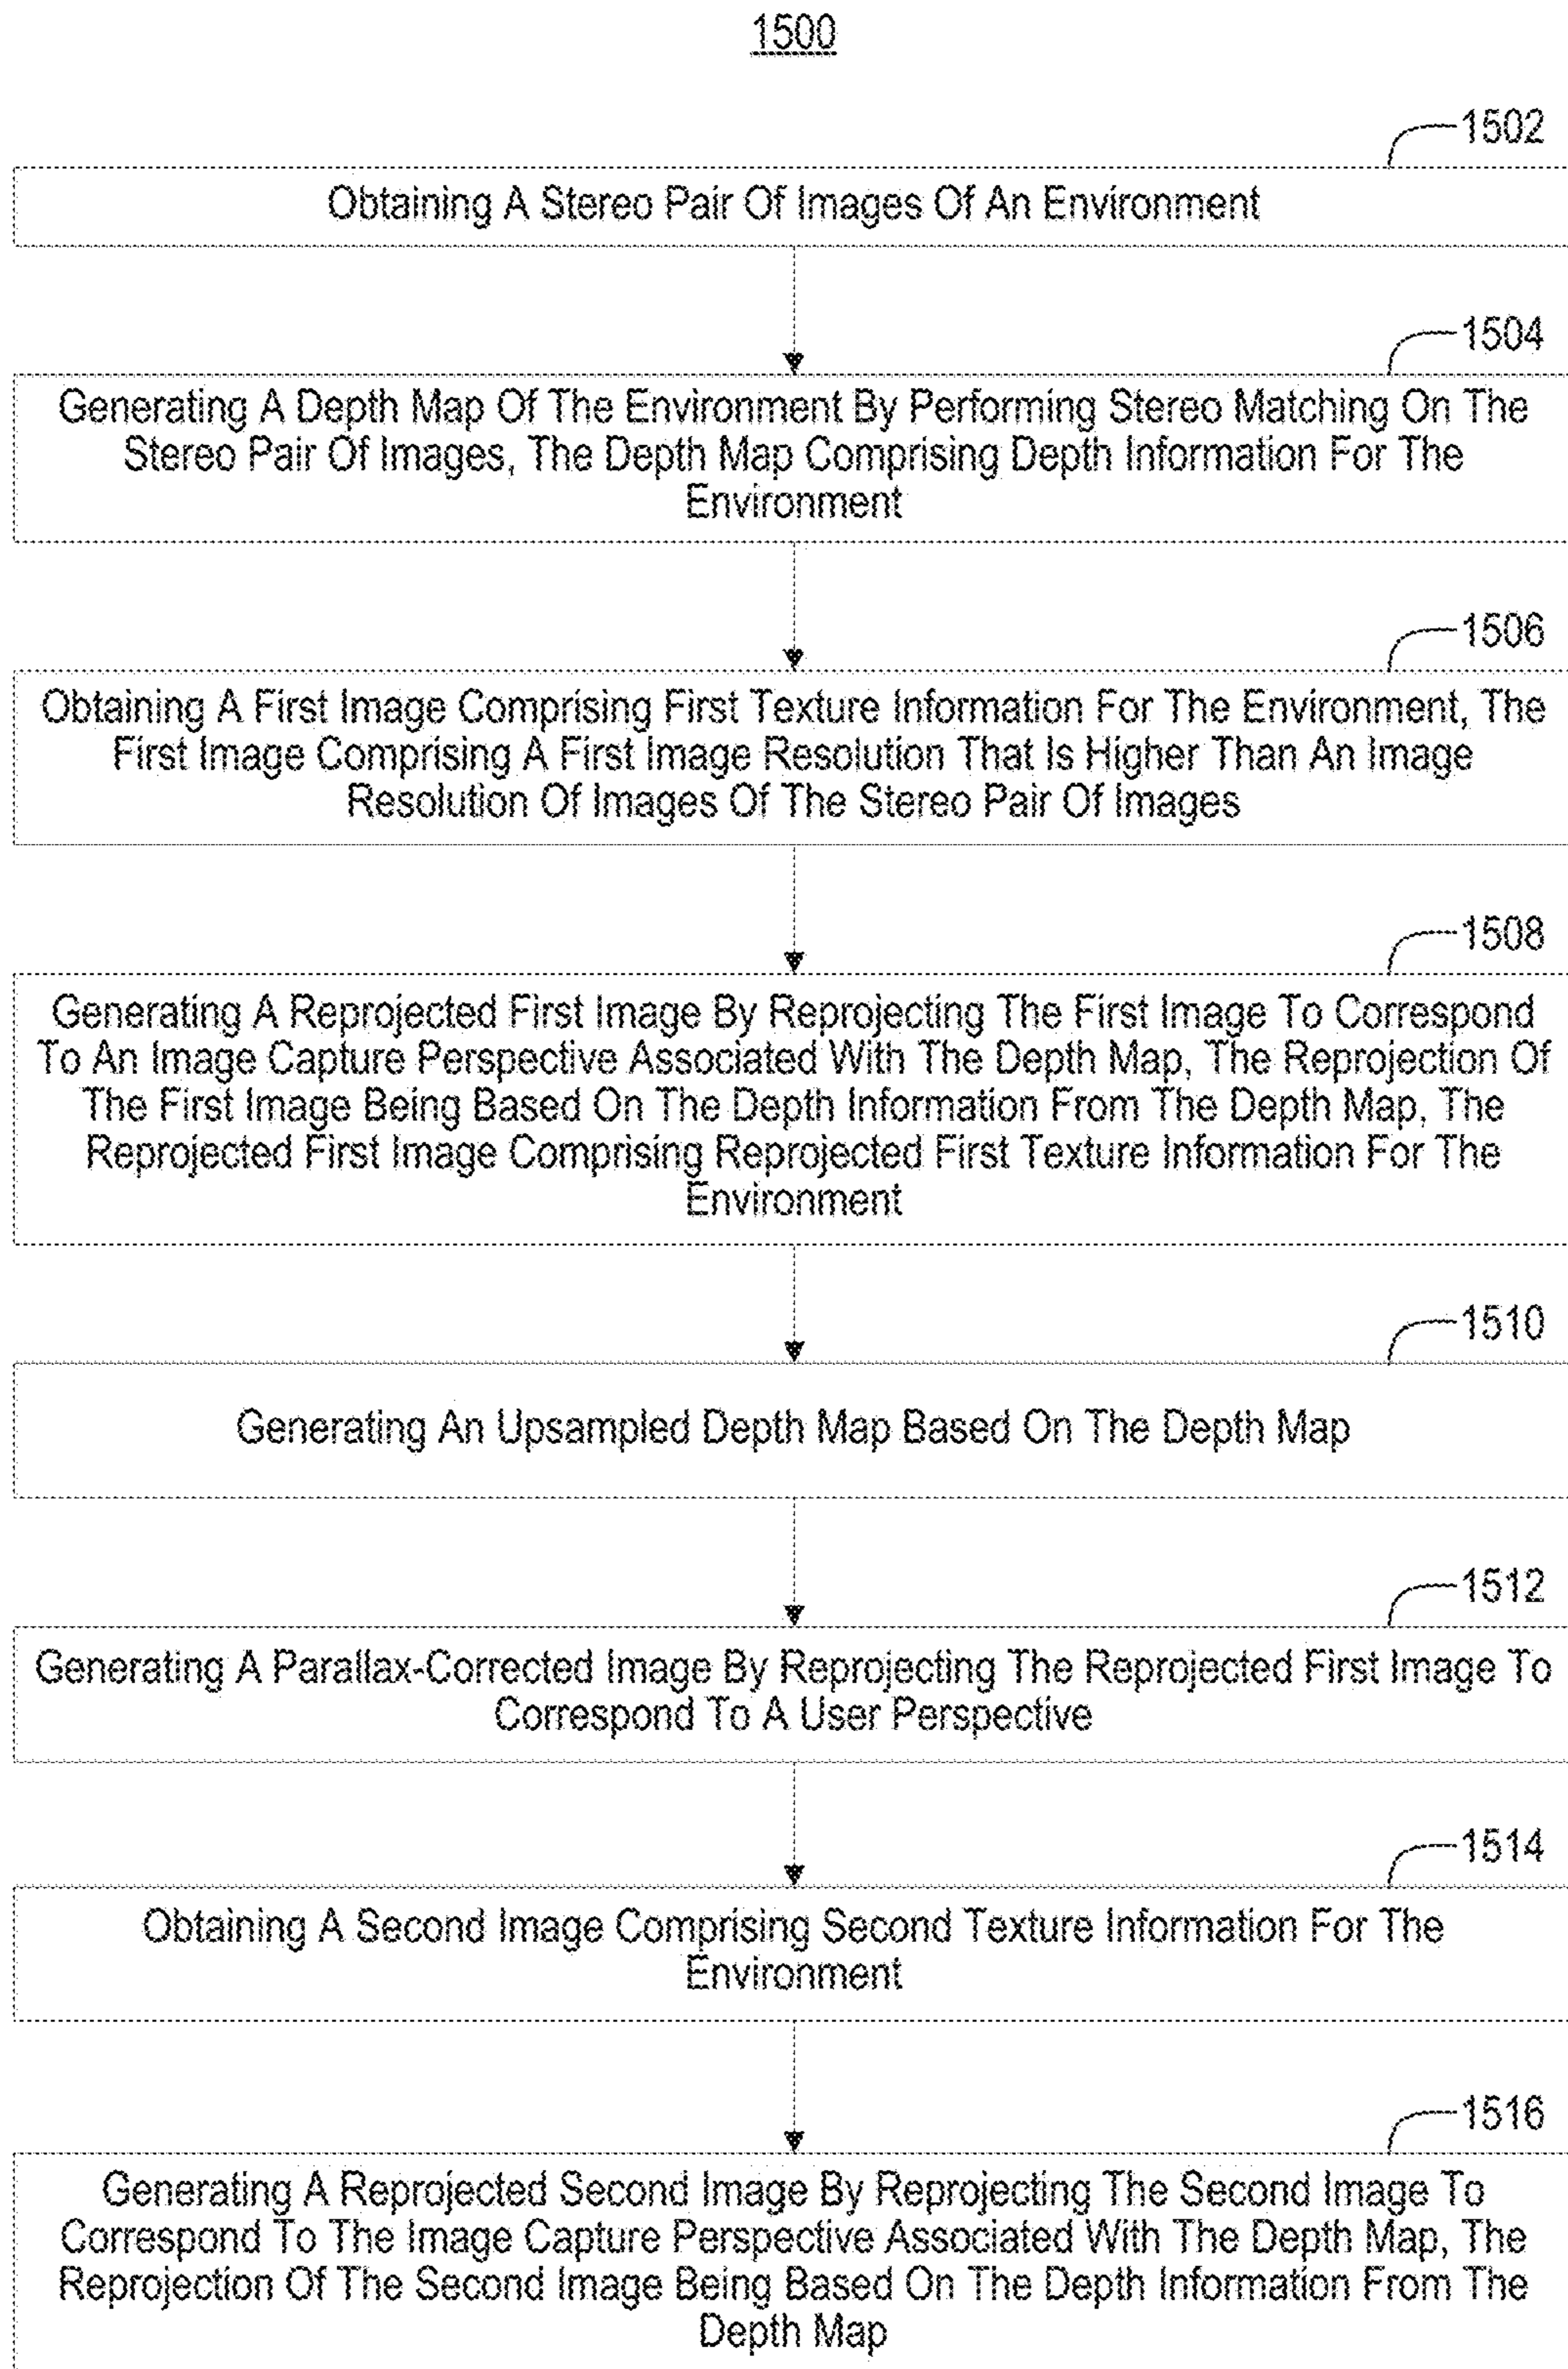 1500
1502
Obtaining A Stereo Pair Of Images Of An Environment
1504
Generating A Depth Map Of The Environment By Performing Stereo Matching On The
Stereo Pair Of Images, The Depth Map Comprising Depth Information For The
Environment
1506
Obtaining A First Image Comprising First Texture Information For The Environment, The
First Image Comprising A First Image Resolution That Is Higher Than An Image
Resolution Of Images Of The Stereo Pair Of Images
1508
Generating A Reprojected First Image By Reprojecting The First Image To Correspond
To An Image Capture Perspective Associated With The Depth Map, The Reprojection Of
The First Image Being Based On The Depth Information From The Depth Map, The
Reprojected First Image Comprising Reprojected First Texture Information For The
Environment
1510
Generating An Upsampled Depth Map Based On The Depth Map
1512
Generating A Parallax-Corrected Image By Reprojecting The Reprojected First Image To
Correspond To A User Perspective
1514
Obtaining A Second Image Comprising Second Texture Information For The
Environment
1516
Generating A Reprojected Second Image By Reprojecting The Second Image To
Correspond To The Image Capture Perspective Associated With The Depth Map, The
Reprojection Of The Second Image Being Based On The Depth Information From The
Depth Map